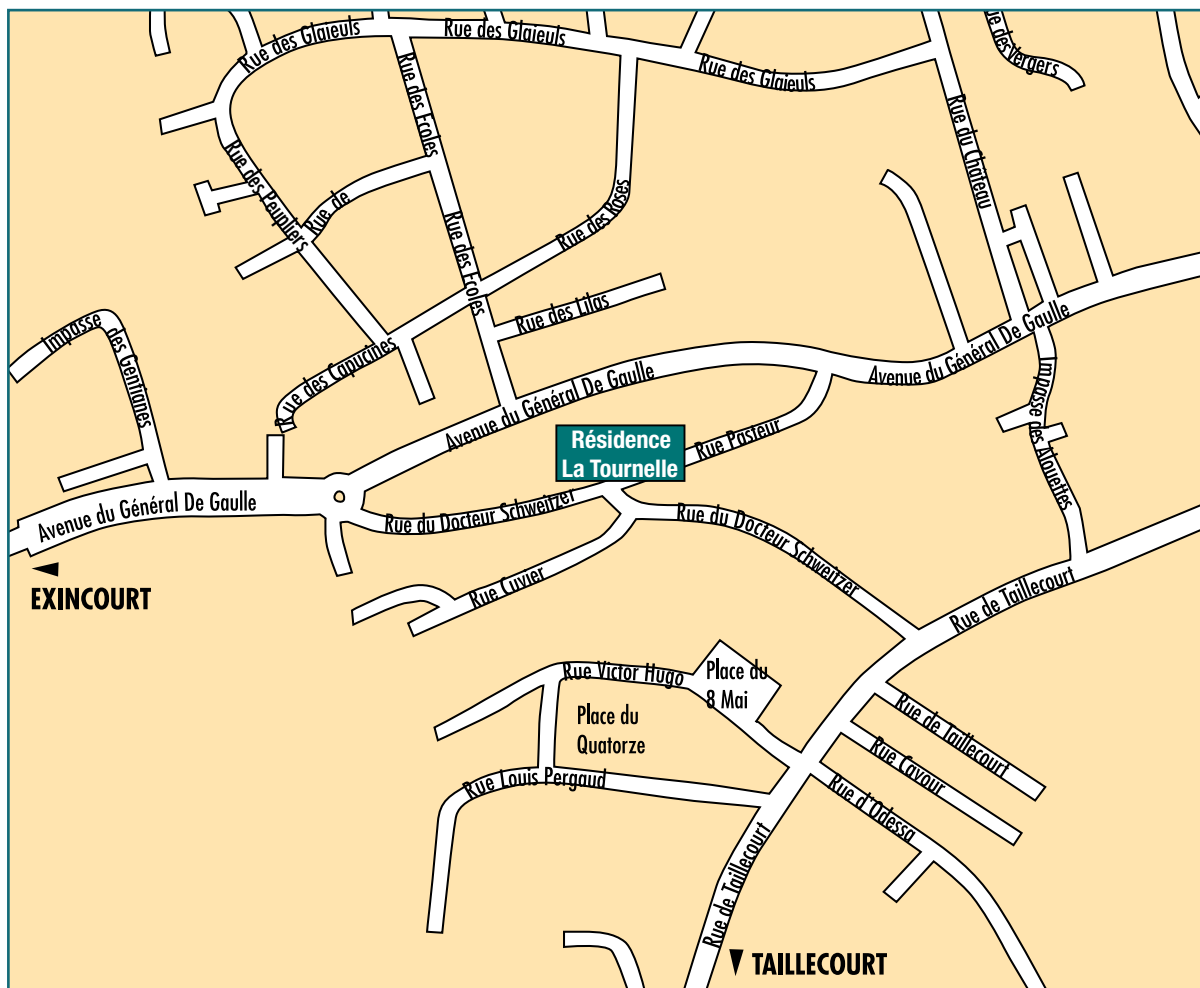 Rue des Glaieuls
Rue des Glaieuls
Rue des Glaieuls
Rue des Vergers
Rue des Ecoles
Rue du Château
Rue des Peupliers
Rue de
Rue des Roses
Rue des Ecoles
Rue des Lilas
Impasse
des Gentianes
Rue des Capucines
Avenue du Général De Gaulle
Avenue du Général De Gaulle
Impasse des Alouettes
Résidence
La Tournelle
Rue Pasteur
Avenue du Général De Gaulle
Rue du Docteur Schweitzer
Rue du Docteur Schweitzer
EXINCOURT
Rue Cuvier
Rue de Taillecourt
Rue Victor Hugo
Place du
8 Mai
Place du
Quatorze
Rue de Taillecourt
Rue Cavour
Rue Louis Pergaud
Rue d'Odessa
Rue de Taillecourt
TAILLECOURT